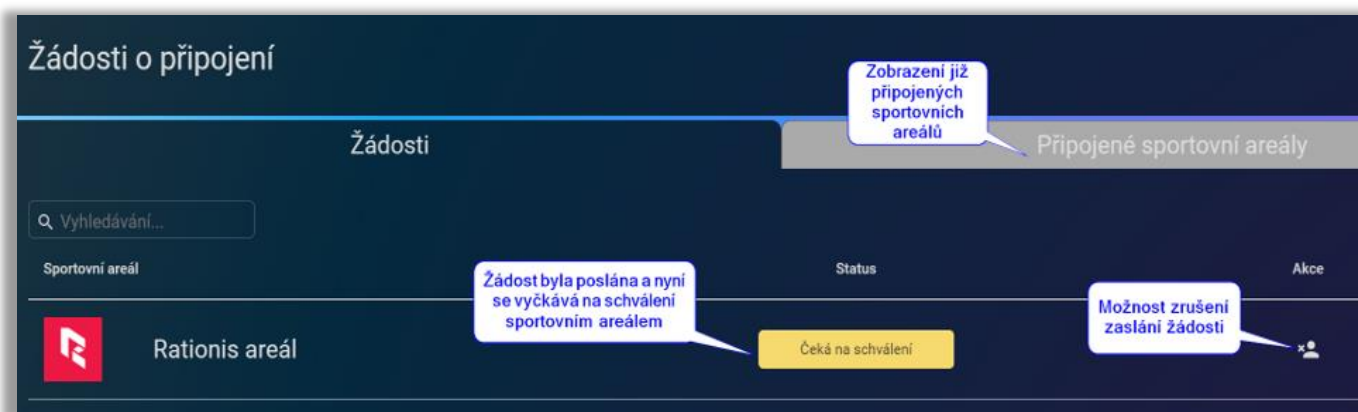 Žádosti o připojení
Zobrazení již
připojených
sportovních
areálů
Žádosti
Připojené sportovní areály
Vyhledávání...
Sportovní areál
Status
Akce
Žádost byla poslána a nyní
se vyčkává na schválení
sportovním areálem
Možnost zrušení
zaslání žádosti
Rationis areál
Čeká na schválení